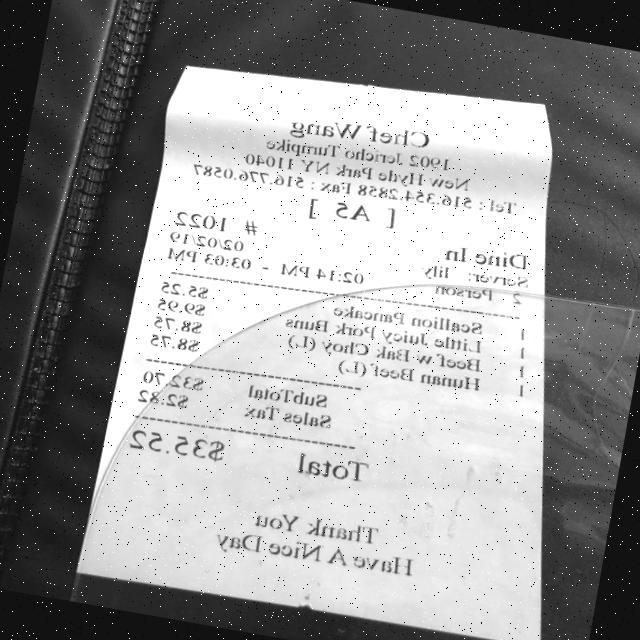 Chef Wang
1902 Jericho Turnpike
New Hyde Park NY 11040
Tel : 516.354.2858 Fax : 516.776.0587
[ A5 ]
# 1022
Dine In 02/02/19
Server: lily 02:14 PM - 03:03 PM
2 Person
1 Scallion Pancake $5.25
1 Little Juicy Pork Buns $9.95
1 Beef w Bak Choy (L) $8.75
1 Hunan Beef (L) $8.75
SubTotal $32.70
Sales Tax $2.82
Total $35.52
Thank You
Have A Nice Day